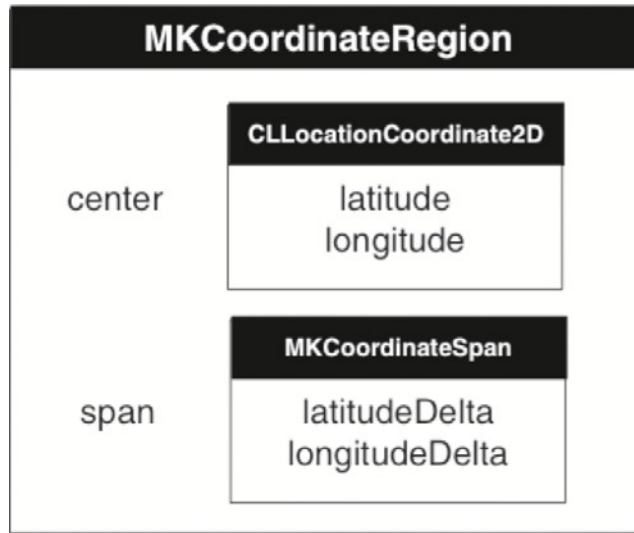 MKCoordinateRegion
CLLocationCoordinate2D
center
latitude
longitude
MKCoordinateSpan
span
latitudeDelta
longitudeDelta